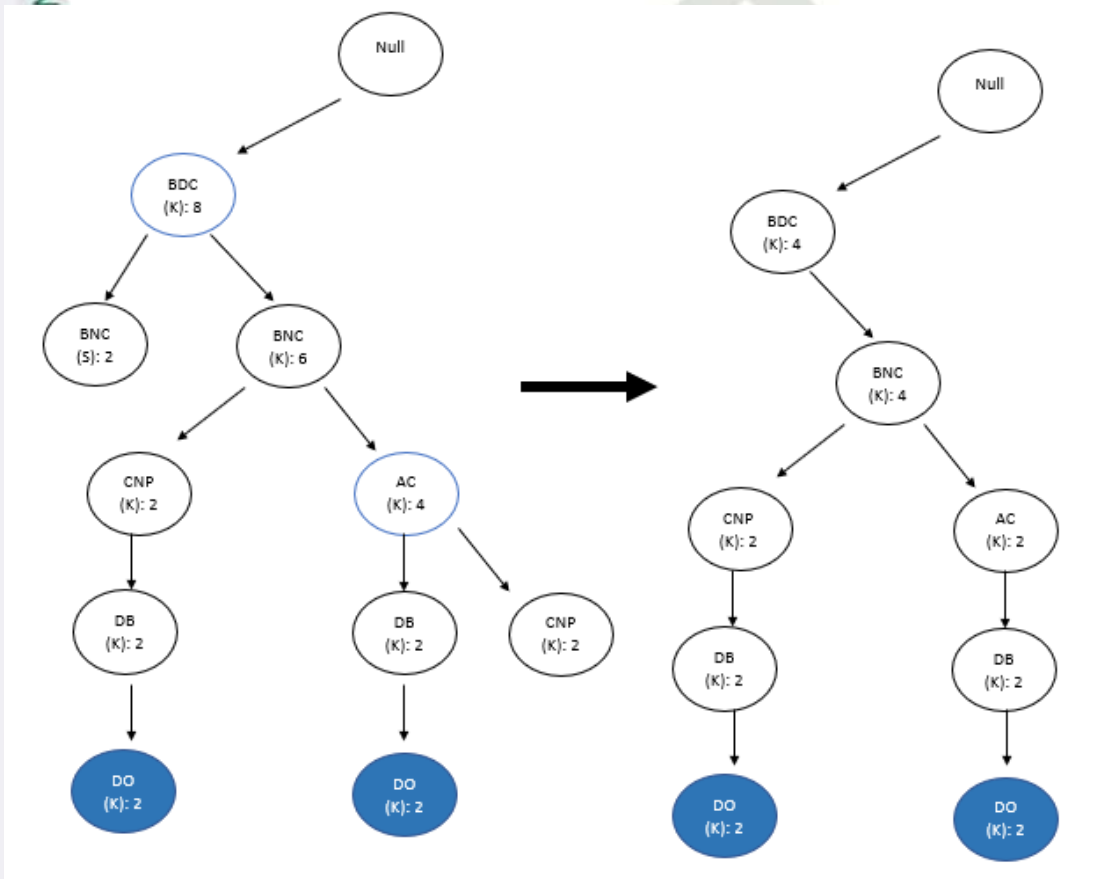 Null
BDC
(K): 8
BNC
(S): 2
BNC
(K): 6
CNP
(K): 2
AC
(K): 4
DB
(K): 2
DB
(K): 2
CNP
(K): 2
DO
(K): 2
DO
(K): 2
Null
BDC
(K): 4
BNC
(K): 4
CNP
(K): 2
AC
(K): 2
DB
(K): 2
DB
(K): 2
DO
(K): 2
DO
(K): 2